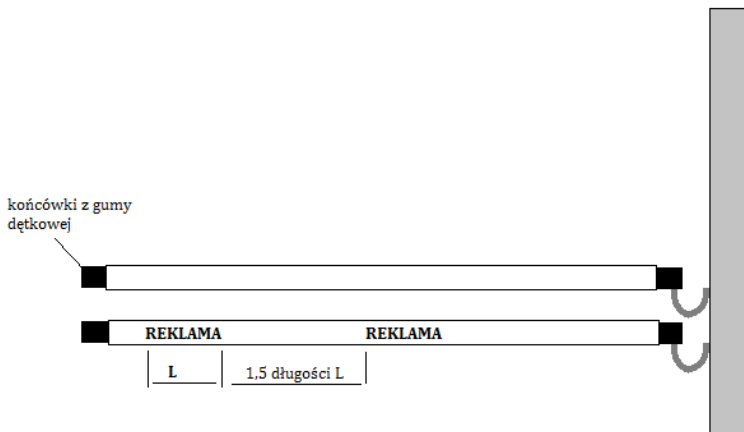 końcówki z gumy
dętkowej
REKLAMA REKLAMA
L 1,5 długości L